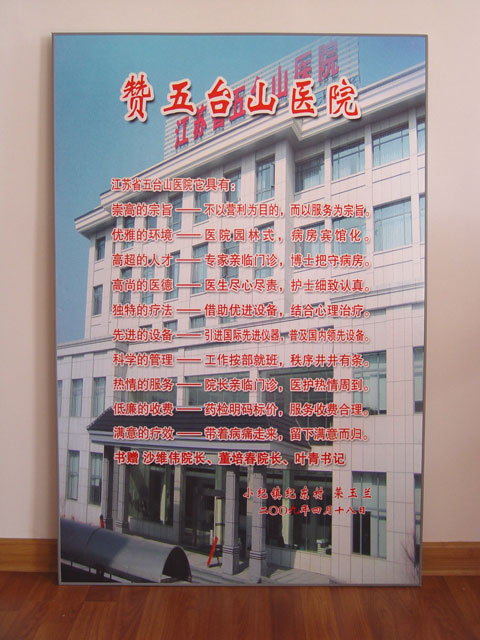 赞五台山医院
江苏省五台山医院
江苏省五台山医院它具有：
崇高的宗旨——不以营利为目的，而以服务为宗旨。
优雅的环境——医院园林式，病房宾馆化。
高超的人才——专家亲临门诊，博士把守病房。
高尚的医德——医生尽心尽责，护士细致认真。
独特的疗法——借助优进设备，结合心理治疗。
先进的设备——引进国际先进仪器，普及国内领先设备。
科学的管理——工作按部就班，秩序井井有条。
热情的服务——院长亲临门诊，医护热情周到。
低廉的收费——药检明码标价，服务收费合理。
满意的疗效——带着病痛走来，留下满意而归。
书赠 沙维伟院长、董培春院长、叶青书记
小纪镇纪东村 朱玉兰
二〇〇九年四月十八日